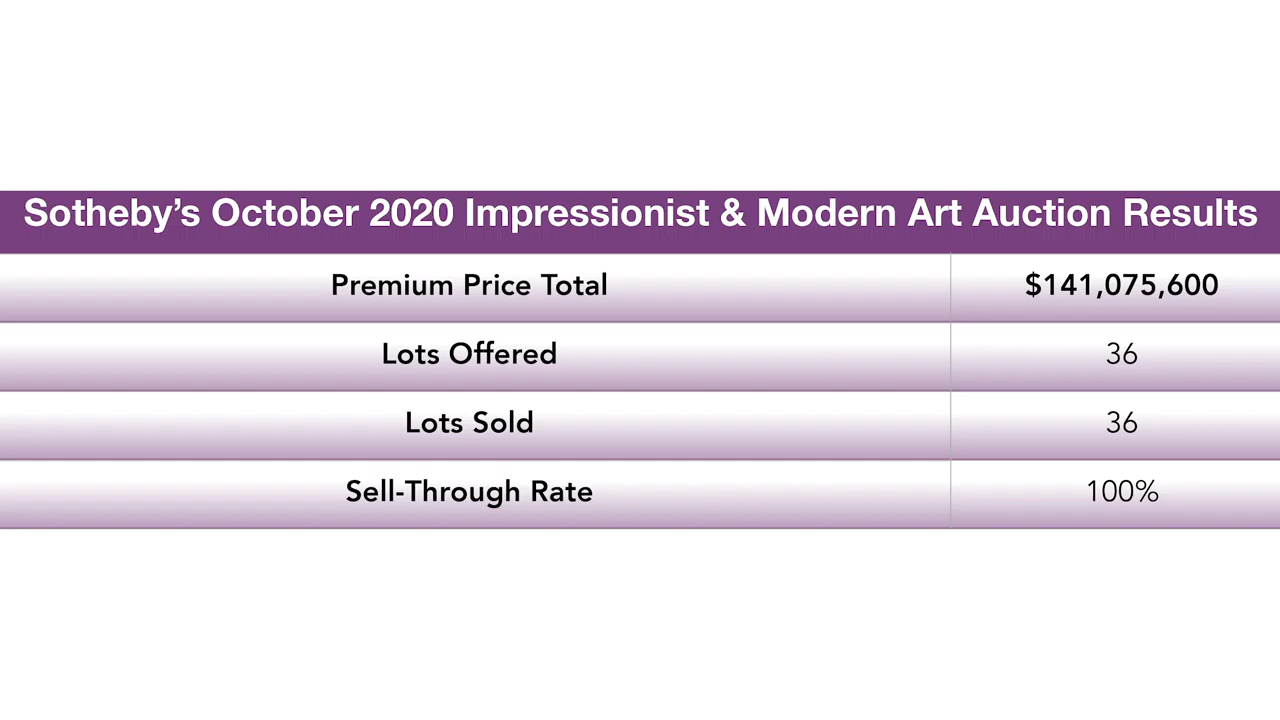 Sotheby’s October 2020 Impressionist & Modern Art Auction Results
Premium Price Total $141,075,600
Lots Offered 36
Lots Sold 36
Sell-Through Rate 100%